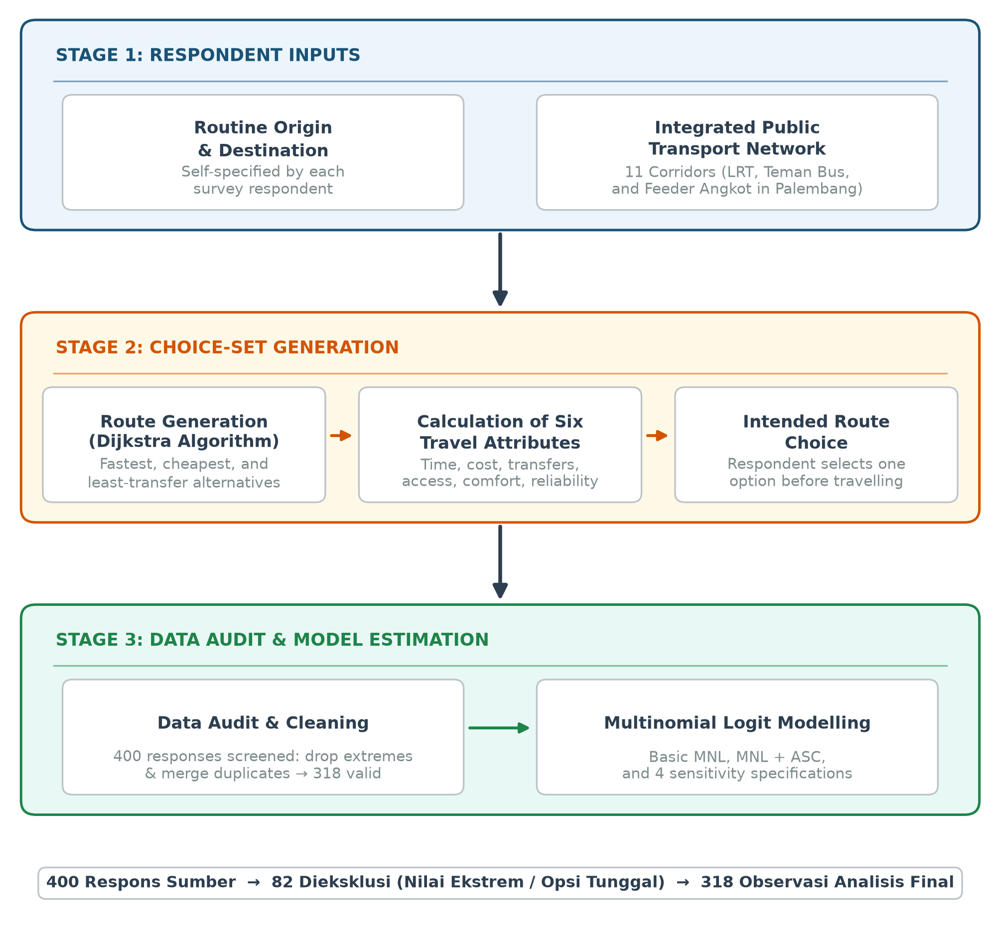 STAGE 1: RESPONDENT INPUTS
Routine Origin
& Destination
Self-specified by each
survey respondent
Integrated Public
Transport Network
11 Corridors (LRT, Teman Bus,
and Feeder Angkot in Palembang)
STAGE 2: CHOICE-SET GENERATION
Route Generation
(Dijkstra Algorithm)
Fastest, cheapest, and
least-transfer alternatives
Calculation of Six
Travel Attributes
Time, cost, transfers,
access, comfort, reliability
Intended Route
Choice
Respondent selects one
option before travelling
STAGE 3: DATA AUDIT & MODEL ESTIMATION
Data Audit & Cleaning
400 responses screened: drop extremes
& merge duplicates → 318 valid
Multinomial Logit Modelling
Basic MNL, MNL + ASC,
and 4 sensitivity specifications
400 Respons Sumber → 82 Dieksklusi (Nilai Ekstrem / Opsi Tunggal) → 318 Observasi Analisis Final